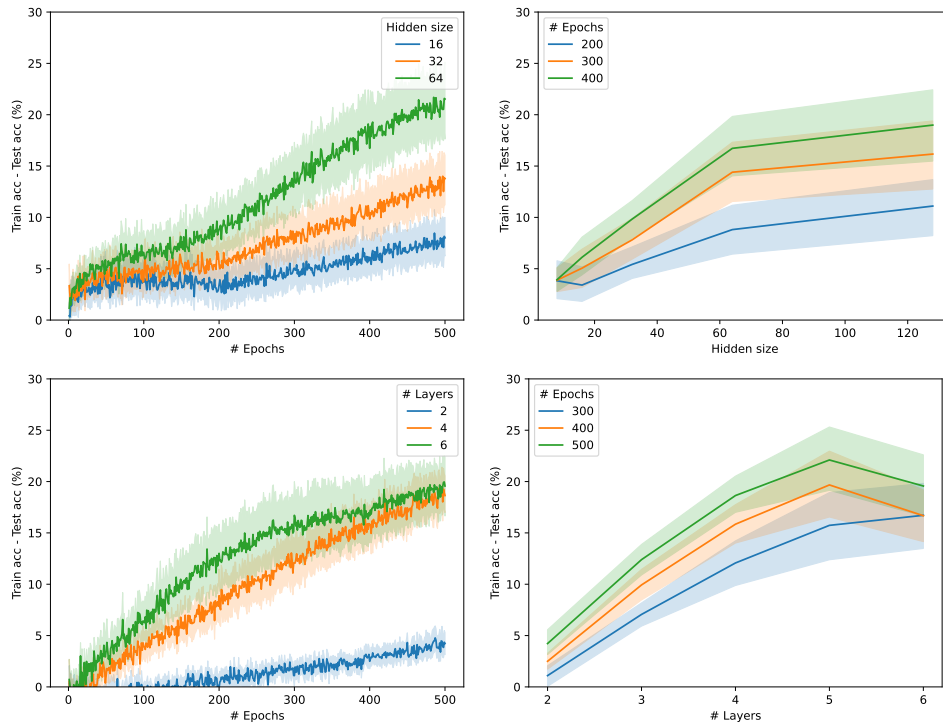 30
25
20
15
10
5
0
Train acc - Test acc (%)
Hidden size
16
32
64
0 100 200 300 400 500
# Epochs
30
25
20
15
10
5
0
Train acc - Test acc (%)
# Epochs
200
300
400
20 40 60 80 100 120
Hidden size
30
25
20
15
10
5
0
Train acc - Test acc (%)
# Layers
2
4
6
0 100 200 300 400 500
# Epochs
30
25
20
15
10
5
0
Train acc - Test acc (%)
# Epochs
300
400
500
2 3 4 5 6
# Layers